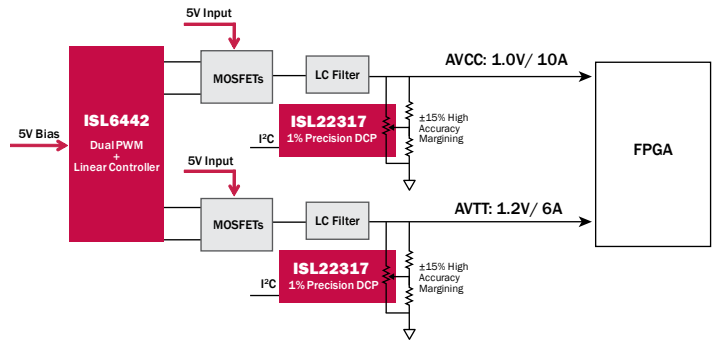 5V Input
AVCC: 1.0V/ 10A
MOSFETs
LC Filter
ISL6442
Dual PWM
+
Linear Controller
5V Bias
ISL22317
1% Precision DCP
I²C
±15% High
Accuracy
Margining
FPGA
5V Input
AVTT: 1.2V/ 6A
MOSFETs
LC Filter
ISL22317
1% Precision DCP
I²C
±15% High
Accuracy
Margining